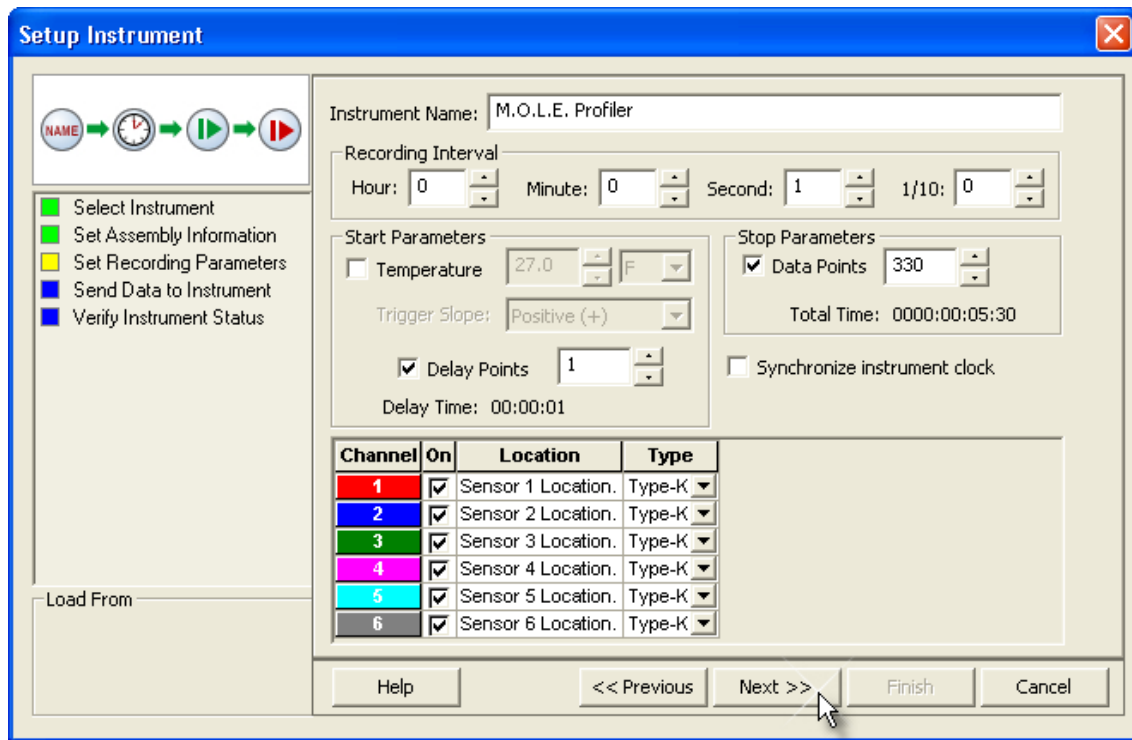 Setup Instrument
NAME
Select Instrument
Set Assembly Information
Set Recording Parameters
Send Data to Instrument
Verify Instrument Status
Load From
Instrument Name: M.O.L.E. Profiler
Recording Interval
Hour: 0 Minute: 0 Second: 1 1/10: 0
Start Parameters
Temperature 27.0 F
Trigger Slope: Positive (+)
Delay Points 1
Delay Time: 00:00:01
Stop Parameters
Data Points 330
Total Time: 0000:00:05:30
Synchronize instrument clock
Channel On Location Type
1 Sensor 1 Location. Type-K
2 Sensor 2 Location. Type-K
3 Sensor 3 Location. Type-K
4 Sensor 4 Location. Type-K
5 Sensor 5 Location. Type-K
6 Sensor 6 Location. Type-K
Help << Previous Next >> Finish Cancel